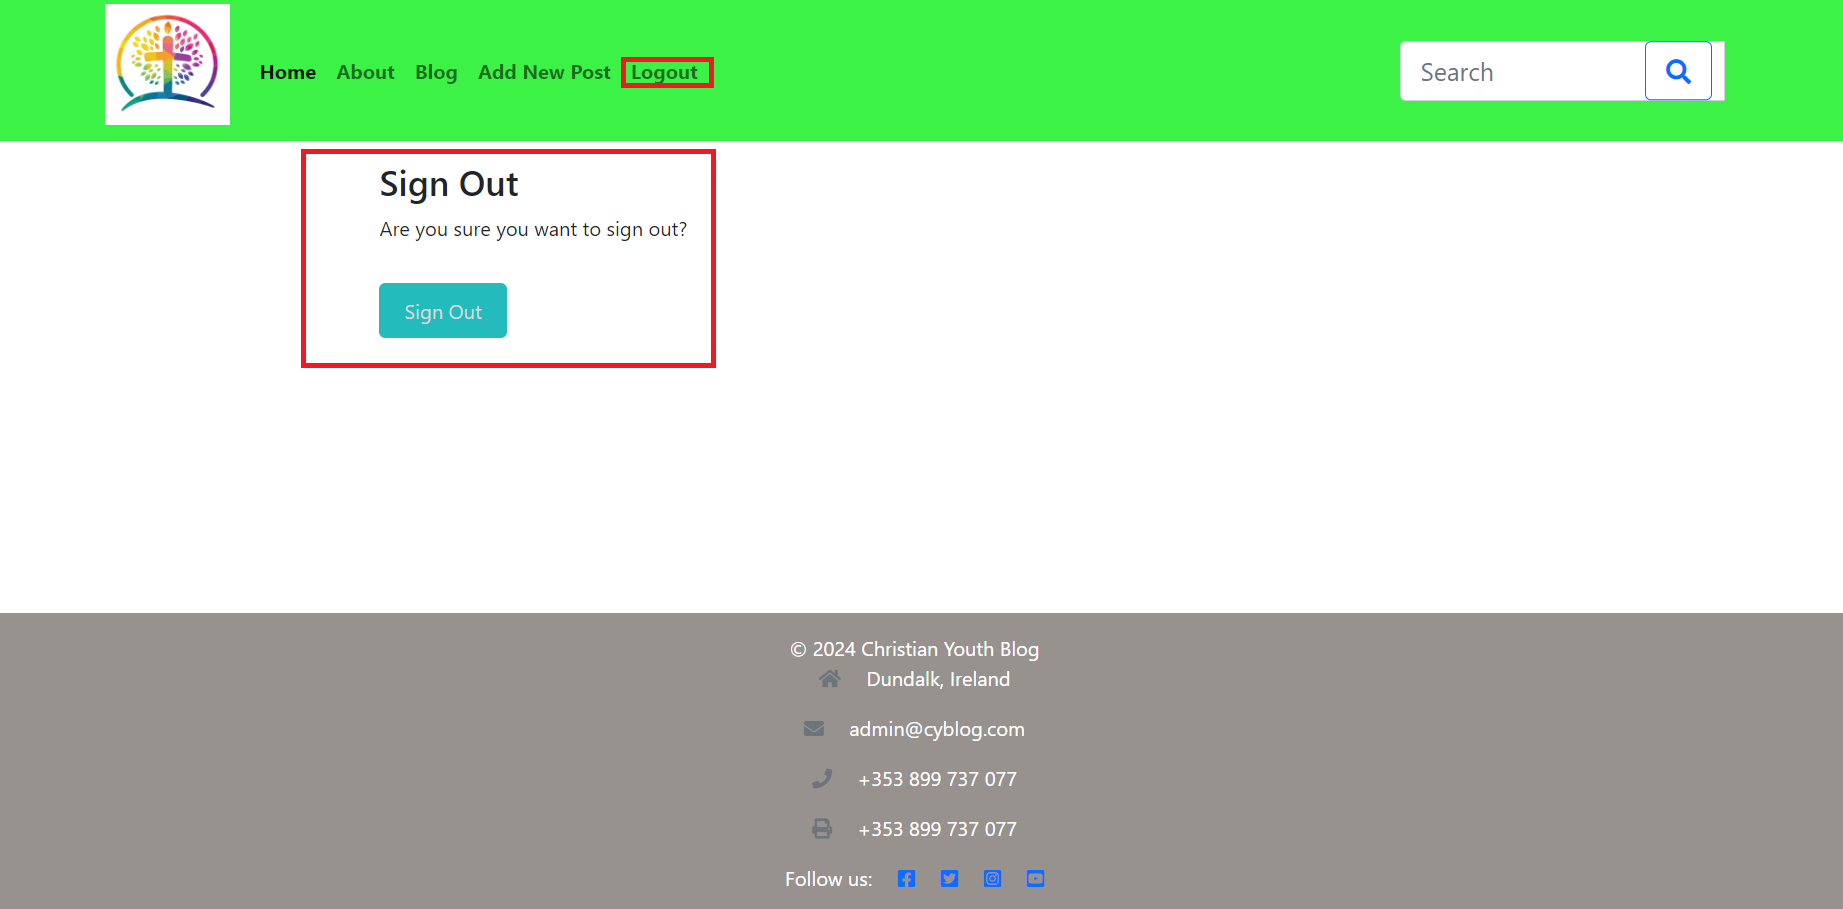 Home About Blog Add New Post Logout
Search
Sign Out
Are you sure you want to sign out?
Sign Out
© 2024 Christian Youth Blog
Dundalk, Ireland
admin@cyblog.com
+353 899 737 077
+353 899 737 077
Follow us: